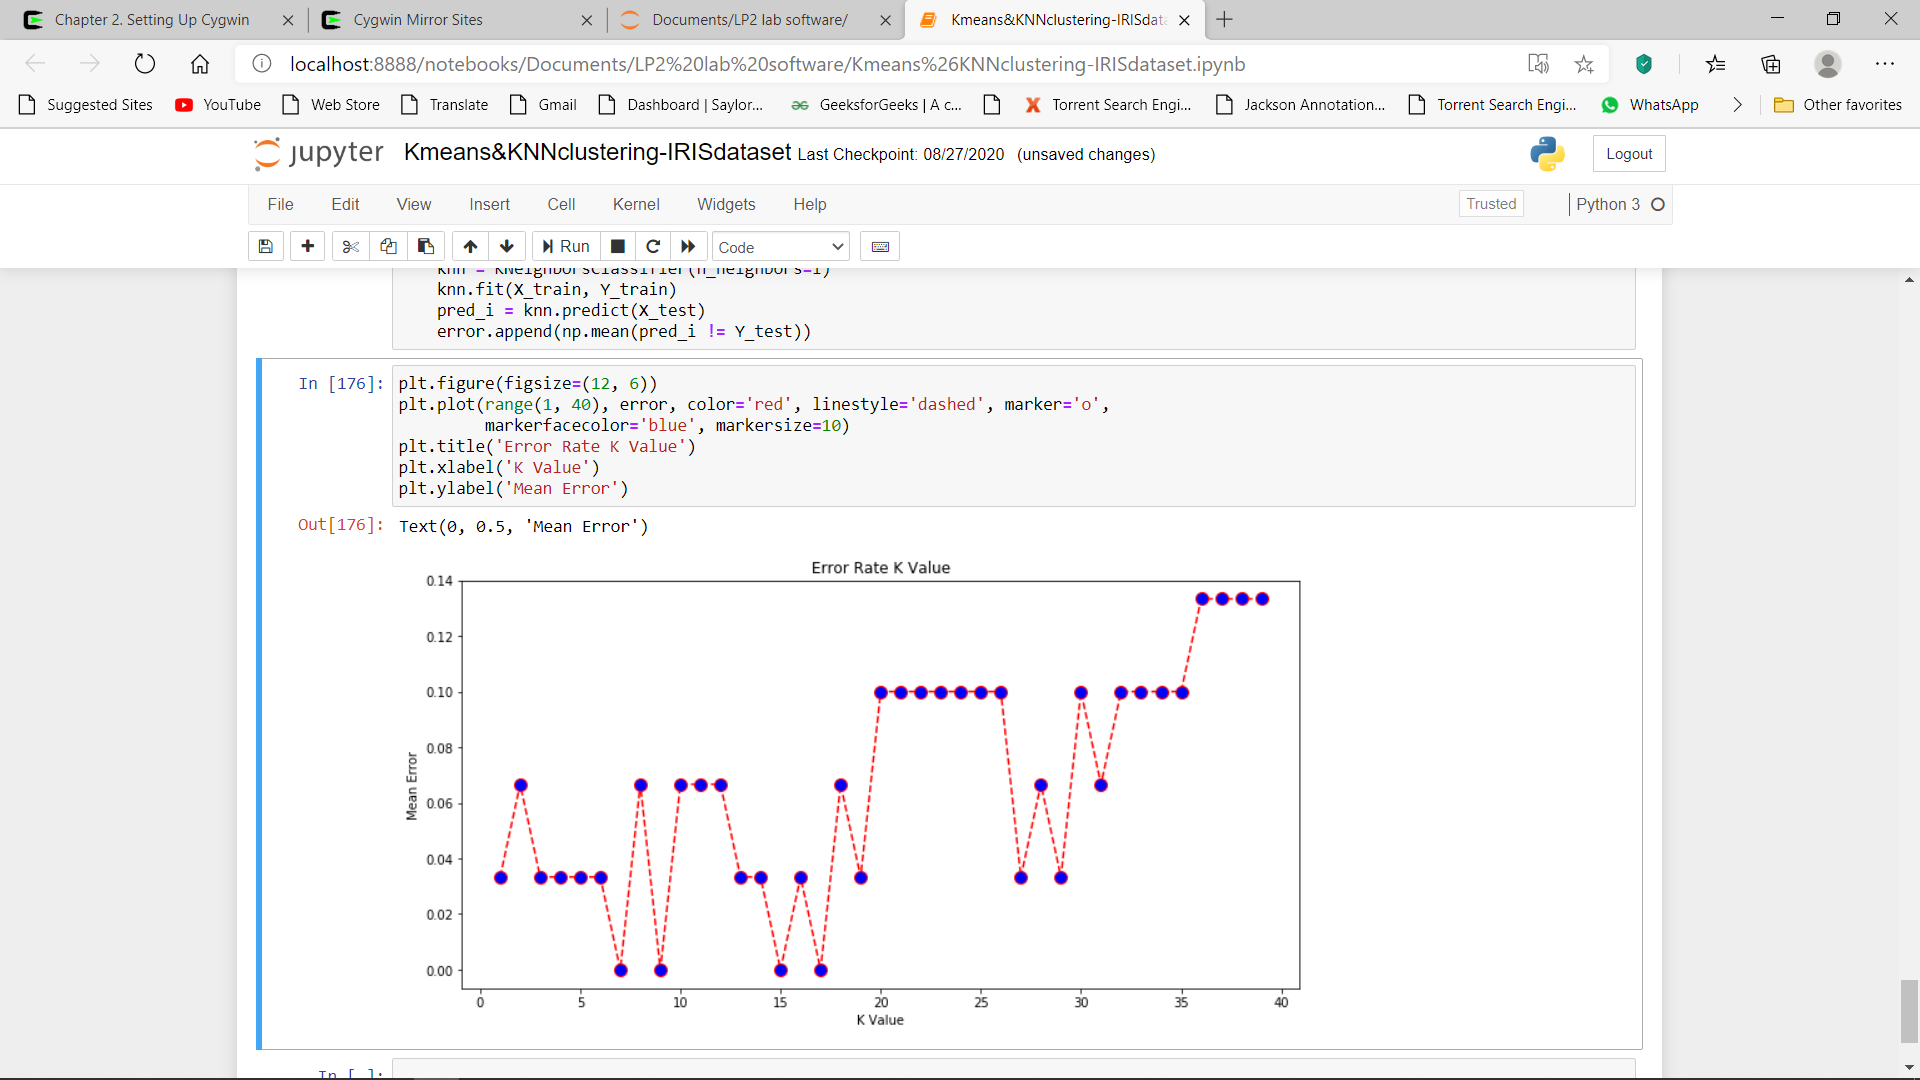 Chapter 2. Setting Up Cygwin
Cygwin Mirror Sites
Documents/LP2 lab software/
Kmeans&KNNclustering-IRISdata
localhost:8888/notebooks/Documents/LP2%20lab%20software/Kmeans%26KNNclustering-IRISdataset.ipynb
Suggested Sites YouTube Web Store Translate Gmail Dashboard | Saylor... GeeksforGeeks | A c... Torrent Search Engi... Jackson Annotation... Torrent Search Engi... WhatsApp Other favorites
jupyter Kmeans&KNNclustering-IRISdataset Last Checkpoint: 08/27/2020 (unsaved changes) Logout
File Edit View Insert Cell Kernel Widgets Help Trusted Python 3
Run Code
knn = KNeighborsClassifier(n_neighbors=i)
knn.fit(X_train, Y_train)
pred_i = knn.predict(X_test)
error.append(np.mean(pred_i != Y_test))
In [176]: plt.figure(figsize=(12, 6))
plt.plot(range(1, 40), error, color='red', linestyle='dashed', marker='o',
markerfacecolor='blue', markersize=10)
plt.title('Error Rate K Value')
plt.xlabel('K Value')
plt.ylabel('Mean Error')
Out[176]: Text(0, 0.5, 'Mean Error')
Error Rate K Value
0.14
0.12
0.10
0.08
0.06
0.04
0.02
0.00
Mean Error
0 5 10 15 20 25 30 35 40
K Value
In [ ]: